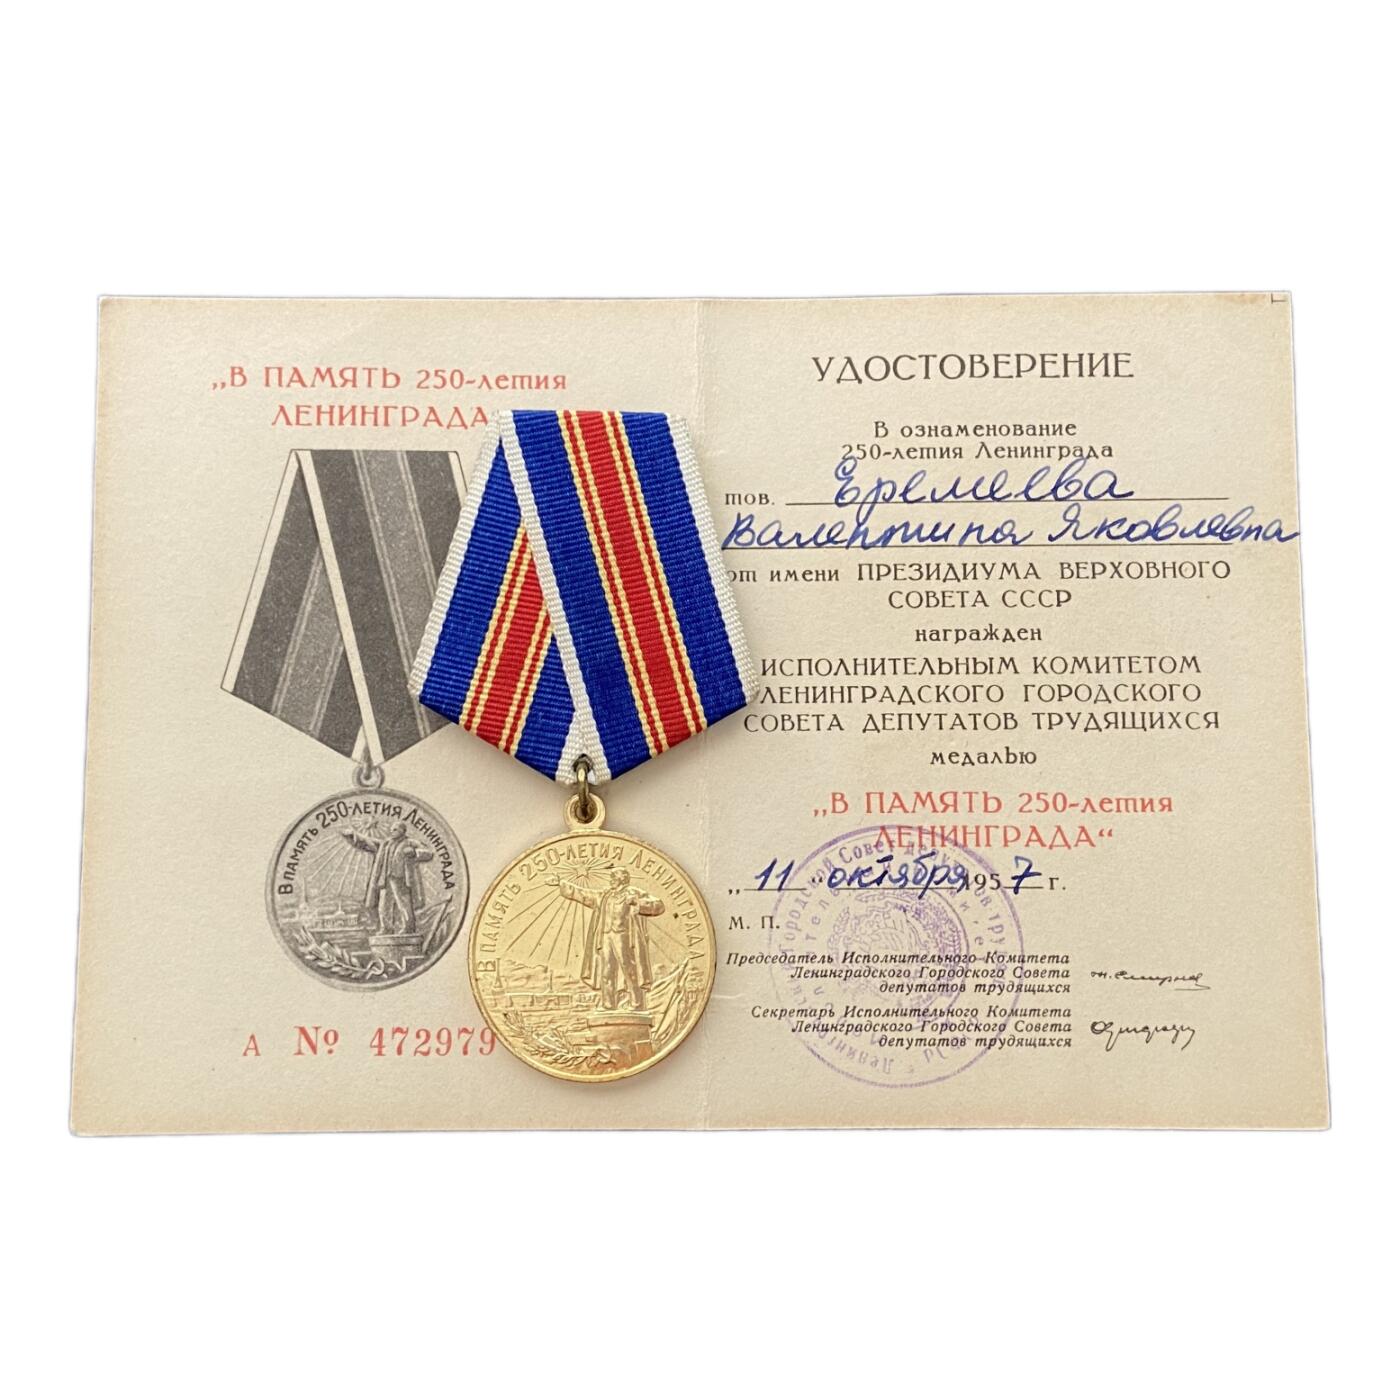 „В ПАМЯТЬ 250-летия
ЛЕНИНГРАДА
В ПАМЯТЬ 250-ЛЕТИЯ ЛЕНИНГРАДА
А № 472979
В ПАМЯТЬ 250-ЛЕТИЯ ЛЕНИНГРАДА
УДОСТОВЕРЕНИЕ
В ознаменование
250-летия Ленинграда
тов. Еремеева
Валентина Яковлевна
от имени ПРЕЗИДИУМА ВЕРХОВНОГО
СОВЕТА СССР
награжден
ИСПОЛНИТЕЛЬНЫМ КОМИТЕТОМ
ЛЕНИНГРАДСКОГО ГОРОДСКОГО
СОВЕТА ДЕПУТАТОВ ТРУДЯЩИХСЯ
медалью
„В ПАМЯТЬ 250-летия
ЛЕНИНГРАДА“
„11“ октября 1957 г.
М. П.
Председатель Исполнительного Комитета
Ленинградского Городского Совета
депутатов трудящихся
Секретарь Исполнительного Комитета
Ленинградского Городского Совета
депутатов трудящихся